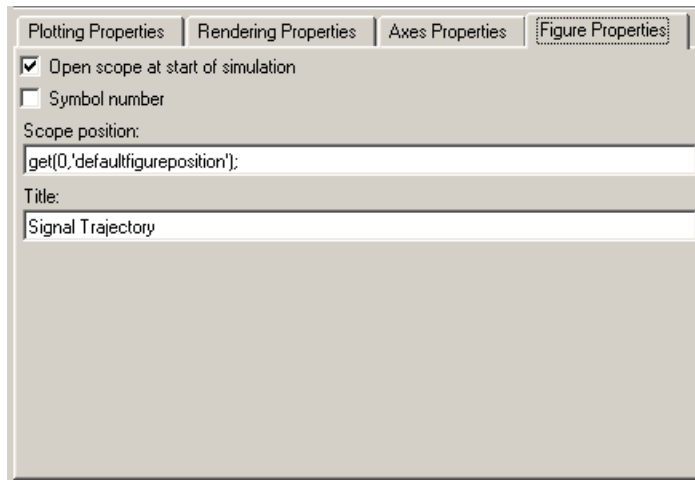 Plotting Properties Rendering Properties Axes Properties Figure Properties
Open scope at start of simulation
Symbol number
Scope position:
get(0,'defaultfigureposition');
Title:
Signal Trajectory